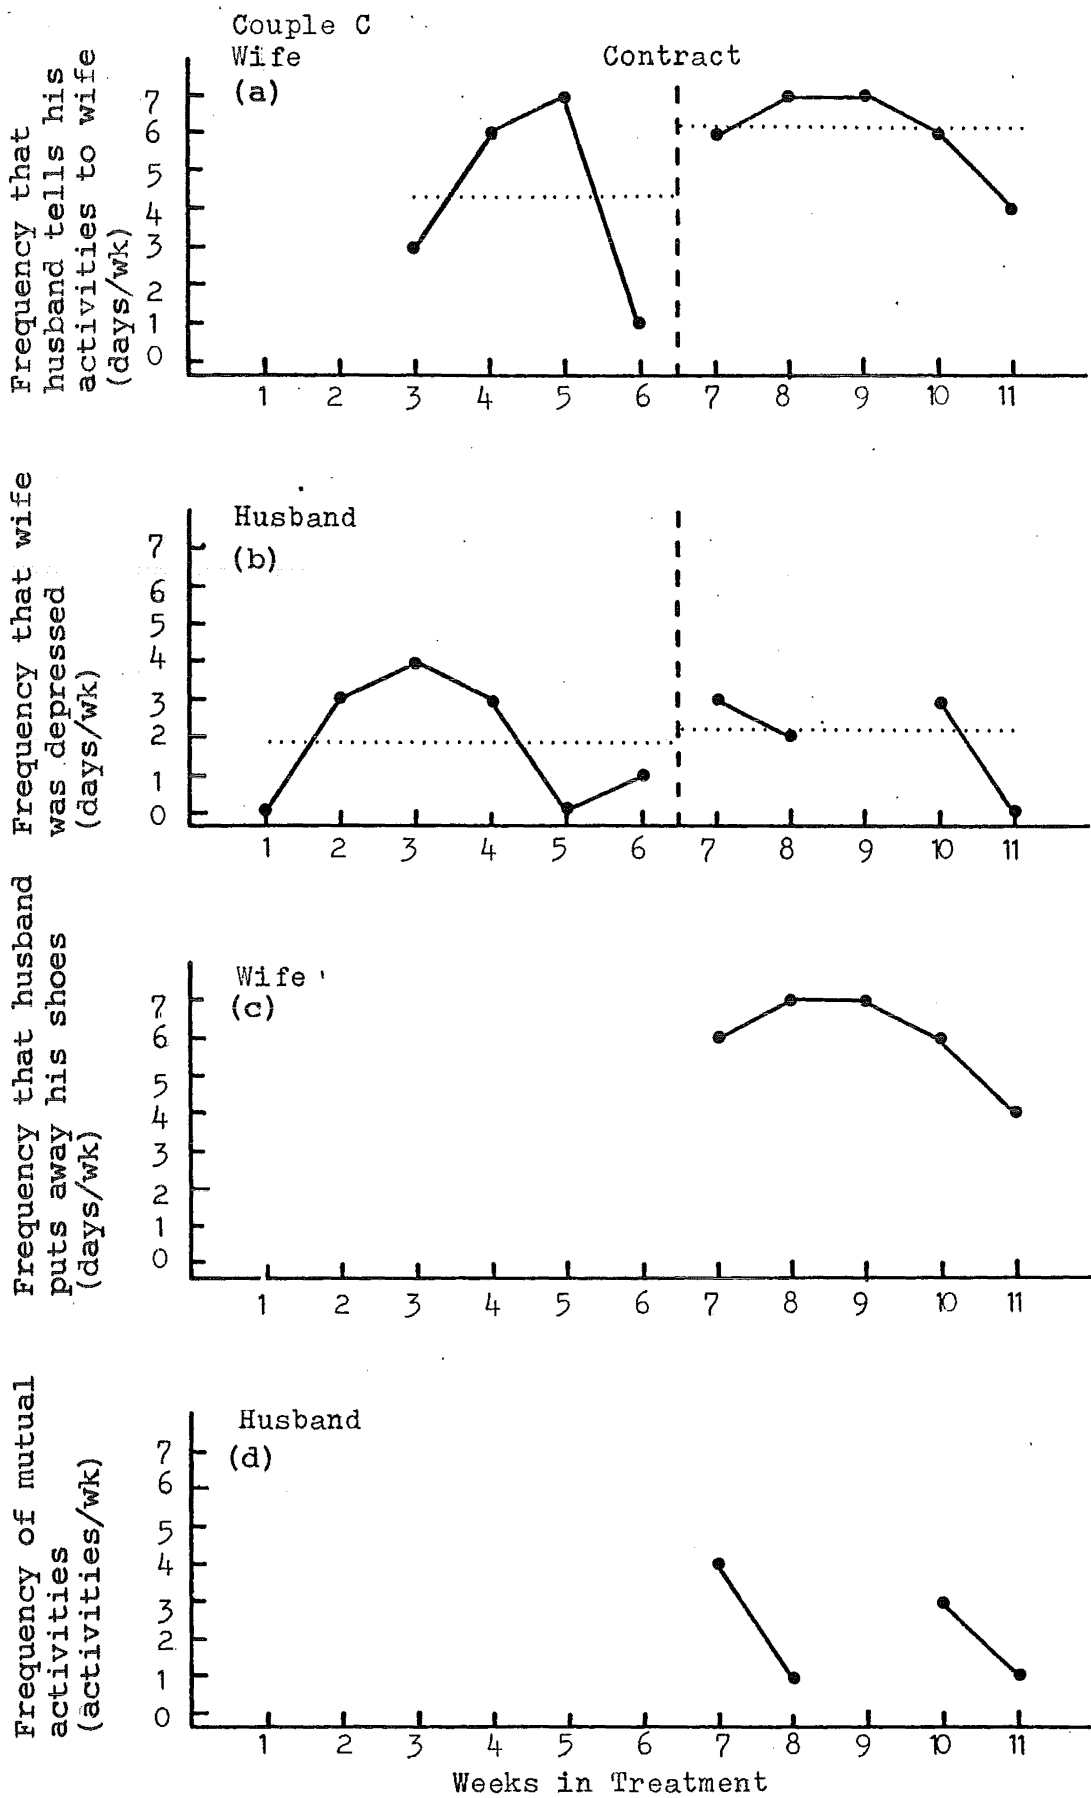 Couple C
Wife
(a)
Contract
Frequency that
husband tells his
activities to wife
(days/wk)
7
6
5
4
3
2
1
0
1 2 3 4 5 6 7 8 9 10 11
Husband
(b)
Frequency that wife
was depressed
(days/wk)
7
6
5
4
3
2
1
0
1 2 3 4 5 6 7 8 9 10 11
Wife
(c)
Frequency that husband
puts away his shoes
(days/wk)
7
6
5
4
3
2
1
0
1 2 3 4 5 6 7 8 9 10 11
Husband
(d)
Frequency of mutual
activities
(activities/wk)
7
6
5
4
3
2
1
0
1 2 3 4 5 6 7 8 9 10 11
Weeks in Treatment